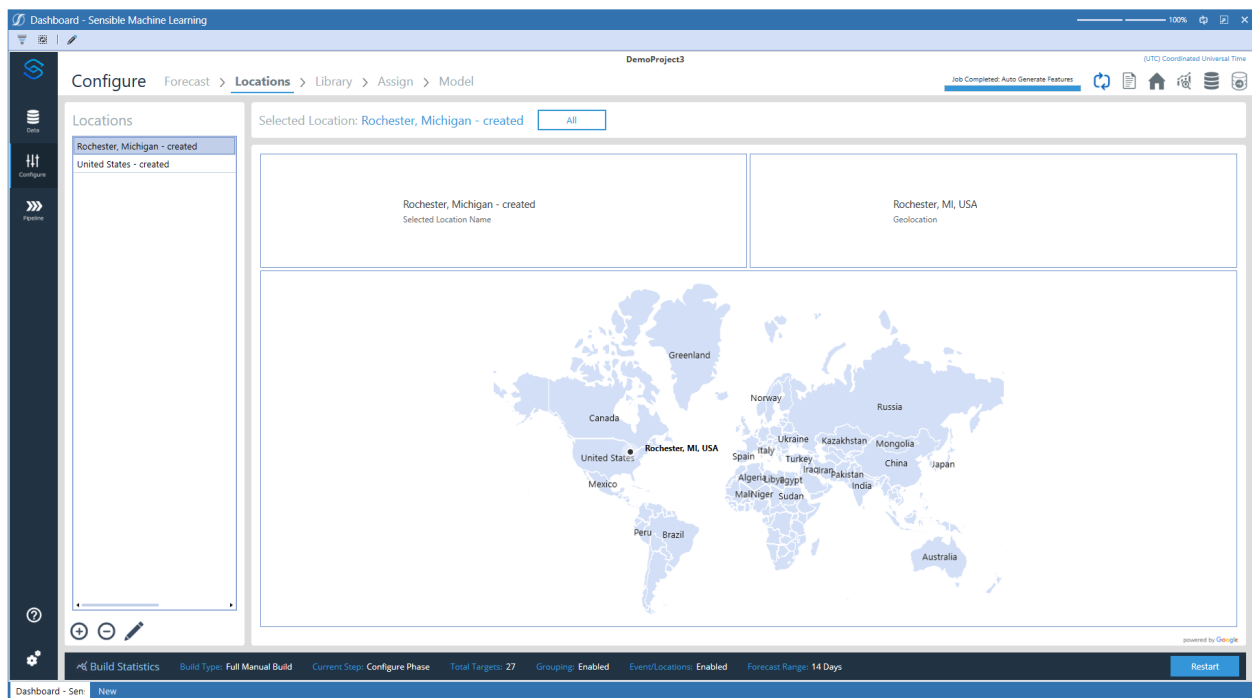 Dashboard - Sensible Machine Learning
100%
DemoProject3
(UTC) Coordinated Universal Time
Configure Forecast > Locations > Library > Assign > Model
Job Completed: Auto Generate Features
Data
Configure
Pipeline
Locations
Rochester, Michigan - created
United States - created
Selected Location: Rochester, Michigan - created
All
Rochester, Michigan - created
Selected Location Name
Rochester, MI, USA
Geolocation
Greenland
Norway
Russia
Canada
Ukraine
Kazakhstan
Mongolia
Rochester, MI, USA
United States
Spain
Italy
Turkey
China
Japan
Mexico
Algeria
Libya
Egypt
Iraq
Iran
Pakistan
India
Mali
Niger
Sudan
Peru
Brazil
Australia
powered by Google
Build Statistics Build Type: Full Manual Build Current Step: Configure Phase Total Targets: 27 Grouping: Enabled Event/Locations: Enabled Forecast Range: 14 Days
Restart
Dashboard - Sen: New